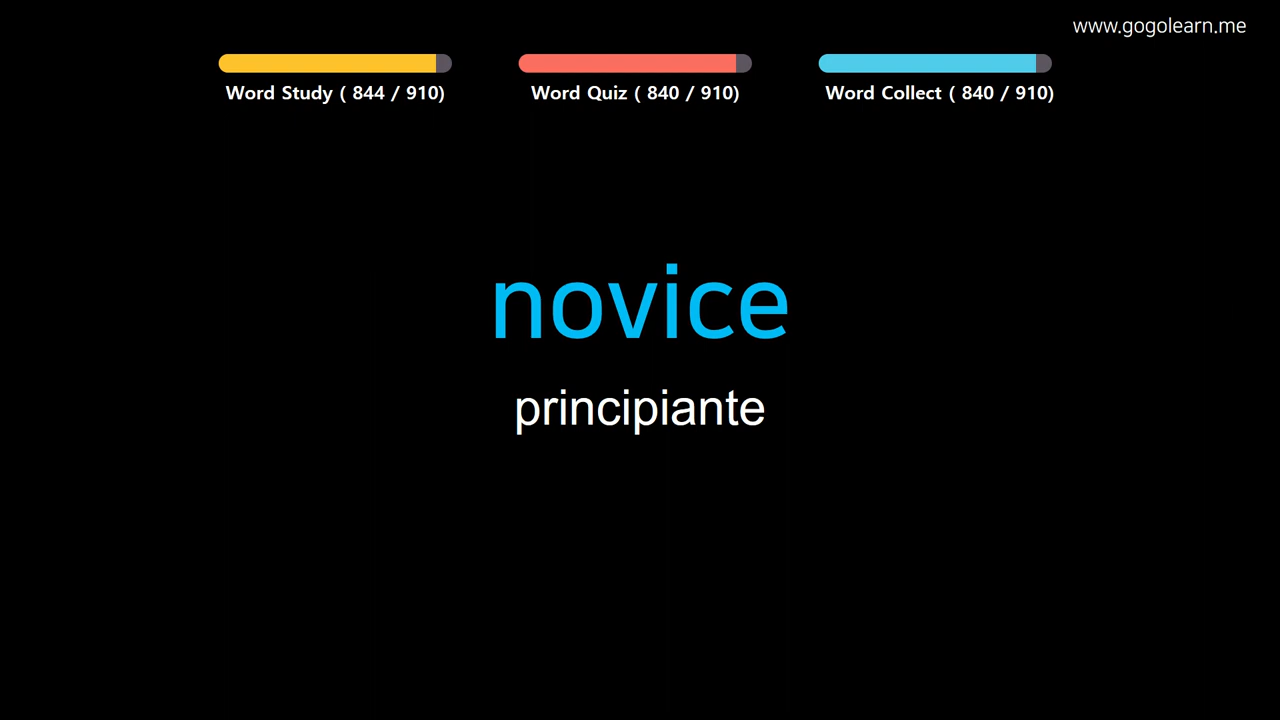 www.gogolearn.me
Word Study ( 844 / 910)
Word Quiz ( 840 / 910)
Word Collect ( 840 / 910)
novice
principiante